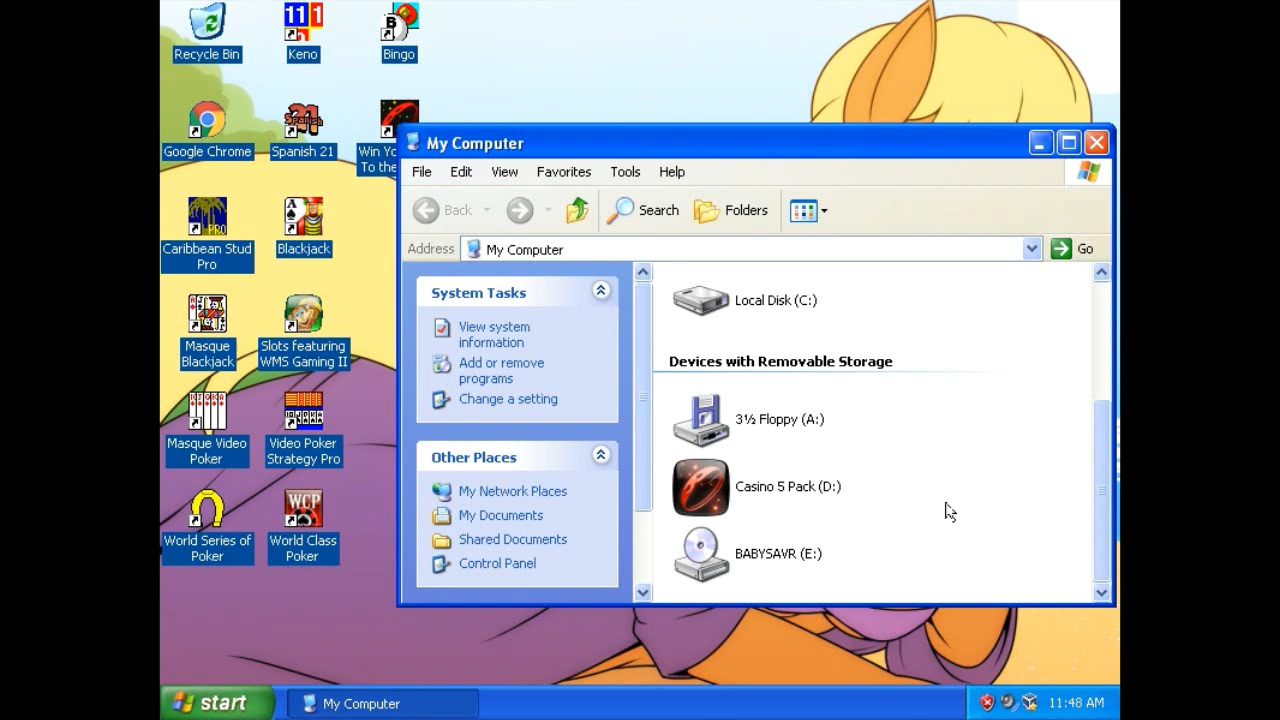 Recycle Bin
Keno
Bingo
Google Chrome
Spanish 21
Win Yo
To the
Caribbean Stud
Pro
Blackjack
Masque
Blackjack
Slots featuring
WMS Gaming II
Masque Video
Poker
Video Poker
Strategy Pro
World Series of
Poker
WCP
World Class
Poker
My Computer
File Edit View Favorites Tools Help
Back Search Folders
Address My Computer Go
System Tasks
View system
information
Add or remove
programs
Change a setting
Other Places
My Network Places
My Documents
Shared Documents
Control Panel
Local Disk (C:)
Devices with Removable Storage
3½ Floppy (A:)
Casino 5 Pack (D:)
BABYSAVR (E:)
start
My Computer
11:48 AM